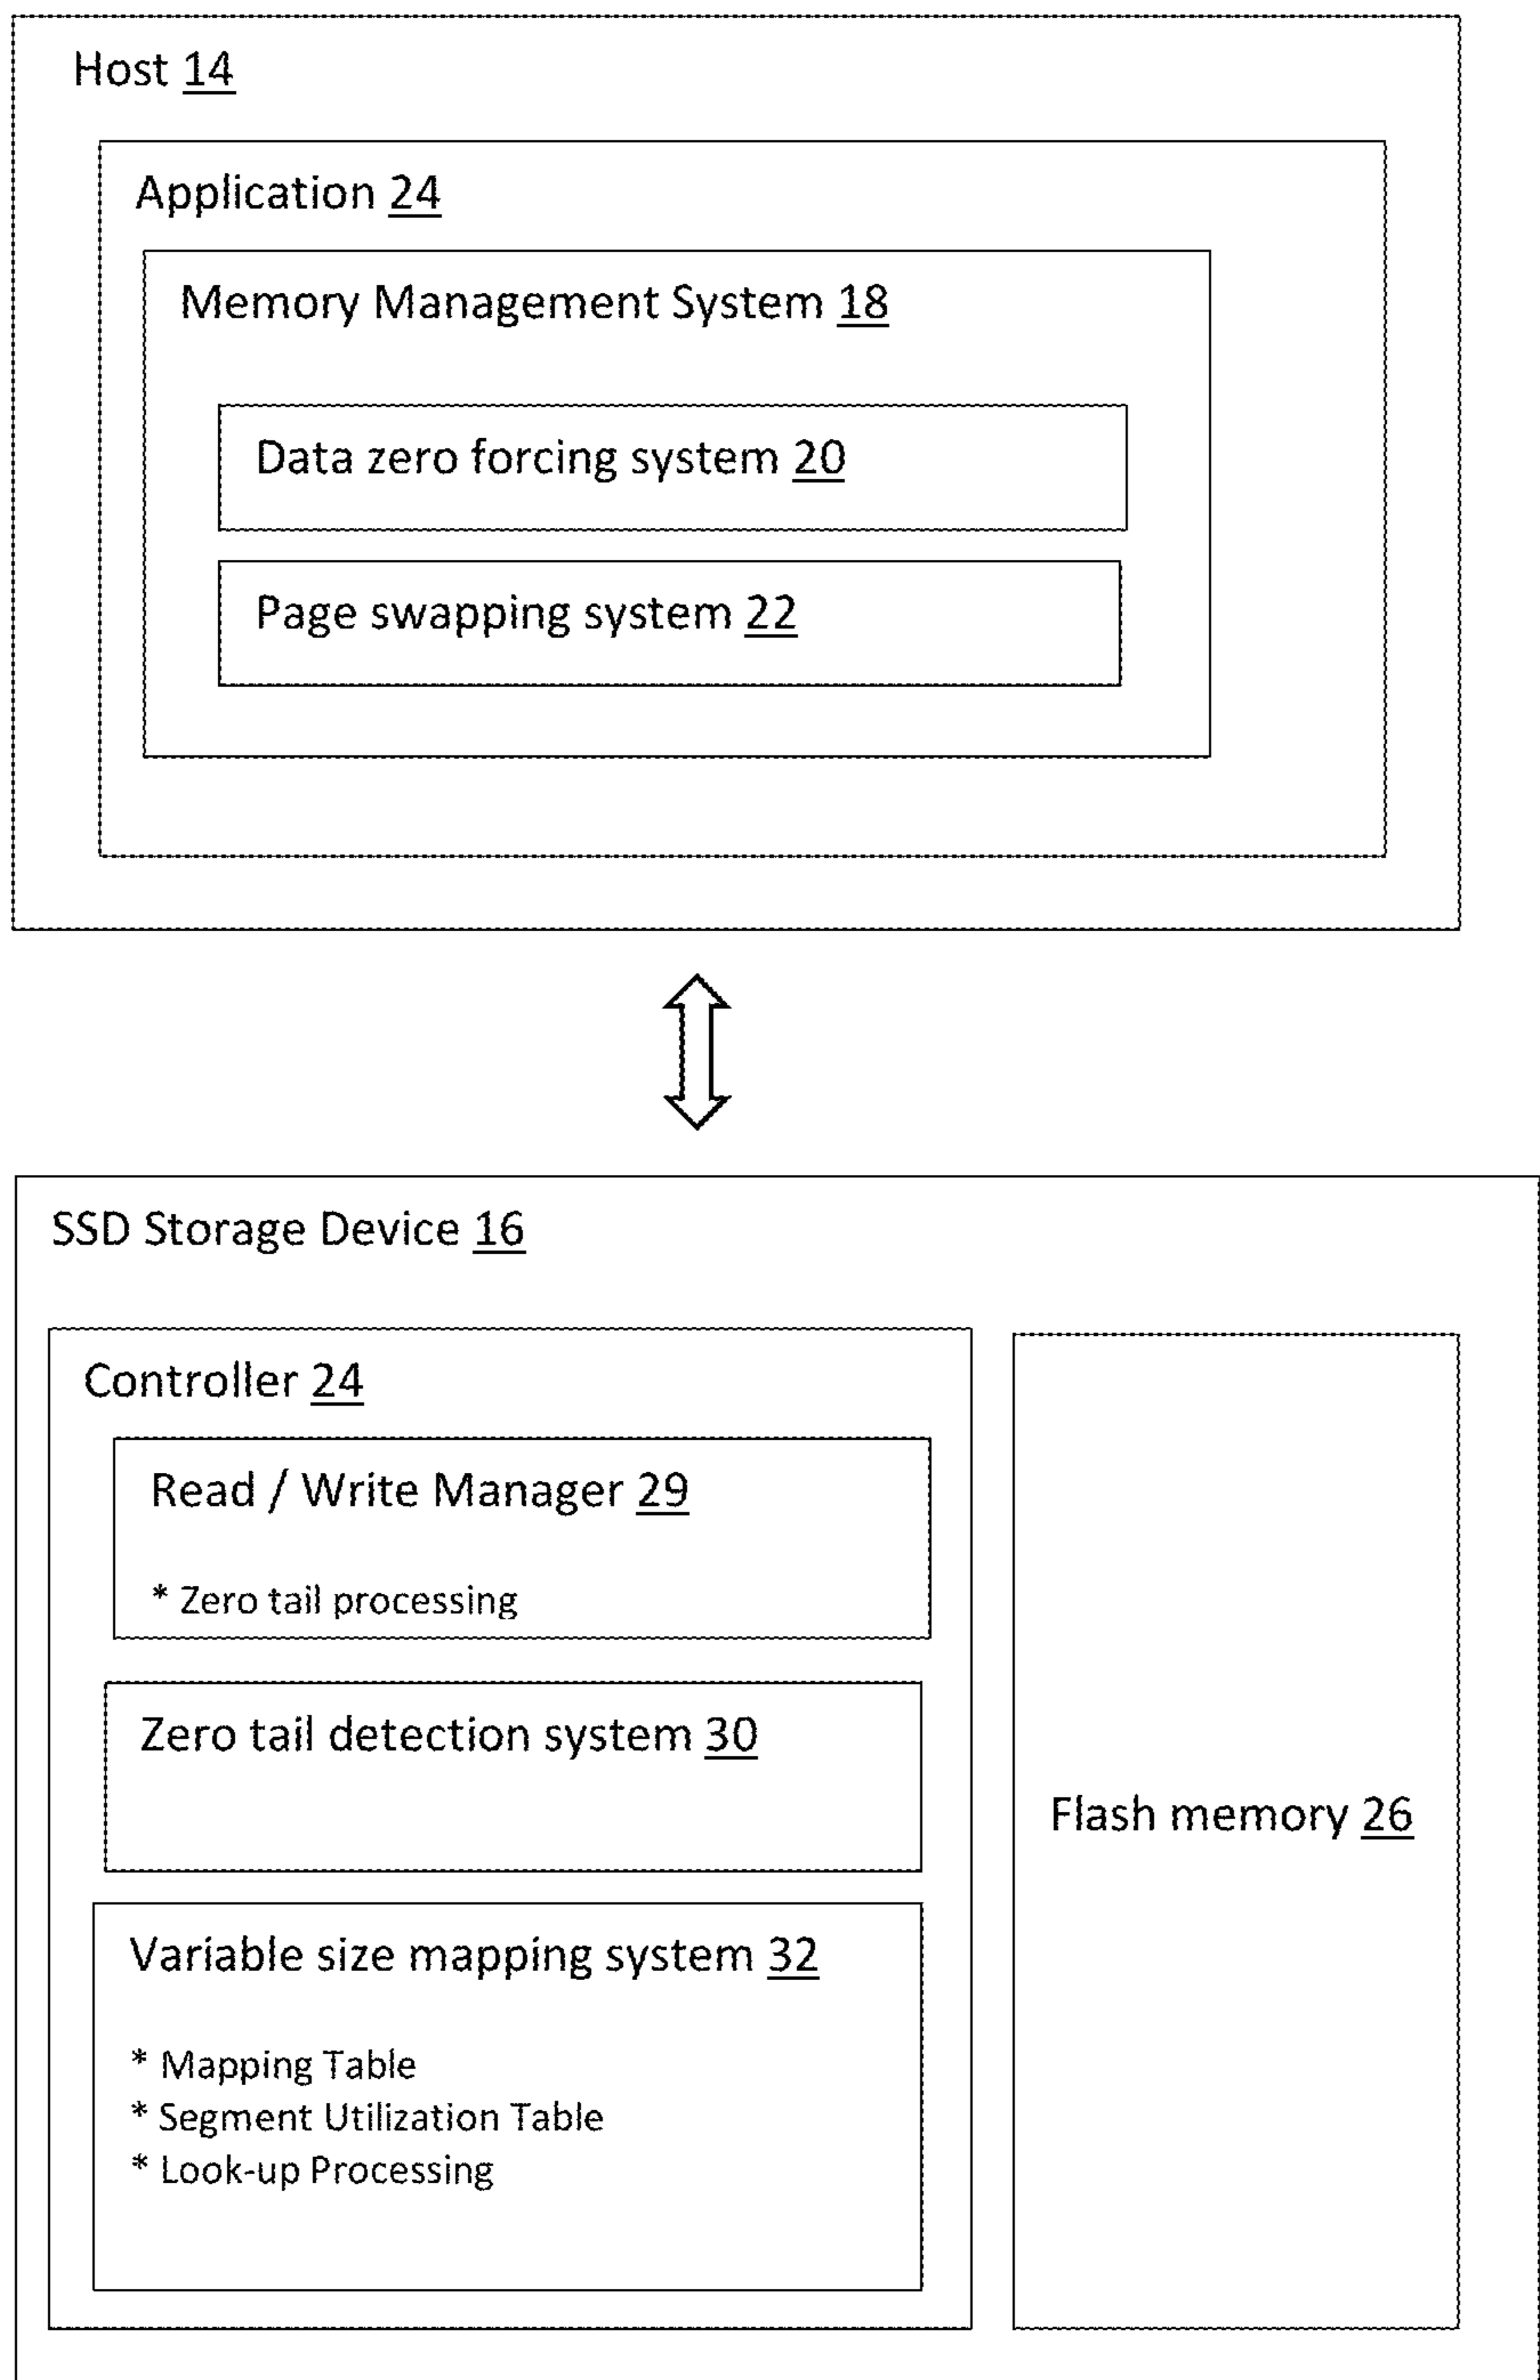 Host 14
Application 24
Memory Management System 18
Data zero forcing system 20
Page swapping system 22
SSD Storage Device 16
Controller 24
Read / Write Manager 29
* Zero tail processing
Zero tail detection system 30
Variable size mapping system 32
* Mapping Table
* Segment Utilization Table
* Look-up Processing
Flash memory 26